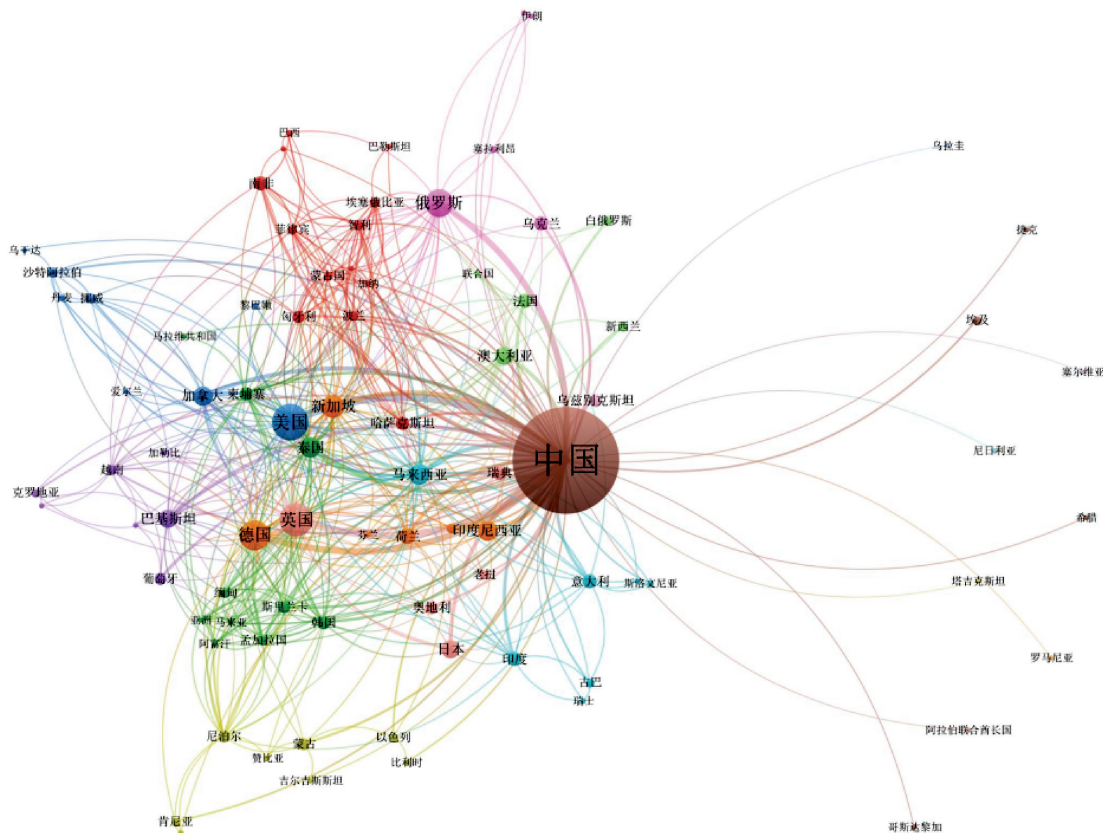 伊朗
巴西
巴勒斯坦
塞拉利昂
乌拉圭
南非
埃塞俄比亚
俄罗斯
菲律宾
智利
乌克兰
白俄罗斯
捷克
乌干达
沙特阿拉伯
蒙古国
加纳
联合国
丹麦
挪威
黎巴嫩
匈牙利
波兰
法国
新西兰
埃及
马拉维共和国
澳大利亚
塞尔维亚
爱尔兰
加拿大
柬埔寨
新加坡
乌兹别克斯坦
美国
哈萨克斯坦
泰国
加勒比
尼日利亚
越南
马来西亚
瑞典
中国
克罗地亚
巴基斯坦
英国
德国
芬兰
荷兰
印度尼西亚
希腊
葡萄牙
老挝
意大利
斯洛文尼亚
塔吉克斯坦
缅甸
斯里兰卡
奥地利
亚洲
马来亚
韩国
阿富汗
孟加拉国
日本
印度
罗马尼亚
古巴
瑞士
尼泊尔
蒙古
以色列
阿拉伯联合酋长国
赞比亚
比利时
吉尔吉斯斯坦
肯尼亚
哥斯达黎加